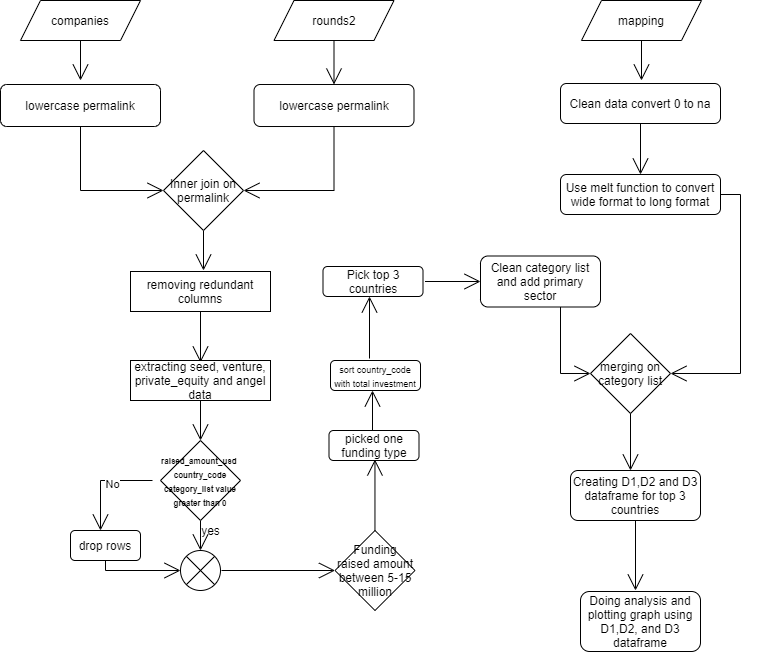 companies
rounds2
mapping
lowercase permalink
lowercase permalink
Clean data convert 0 to na
Inner join on
permalink
Use melt function to convert
wide format to long format
removing redundant
columns
Pick top 3
countries
Clean category list
and add primary
sector
extracting seed, venture,
private_equity and angel
data
sort country_code
with total investment
merging on
category list
picked one
funding type
raised_amount_usd
country_code
category_list value
greater than 0
No
yes
drop rows
Funding
raised amount
between 5-15
million
Creating D1,D2 and D3
dataframe for top 3
countries
Doing analysis and
plotting graph using
D1,D2, and D3
dataframe